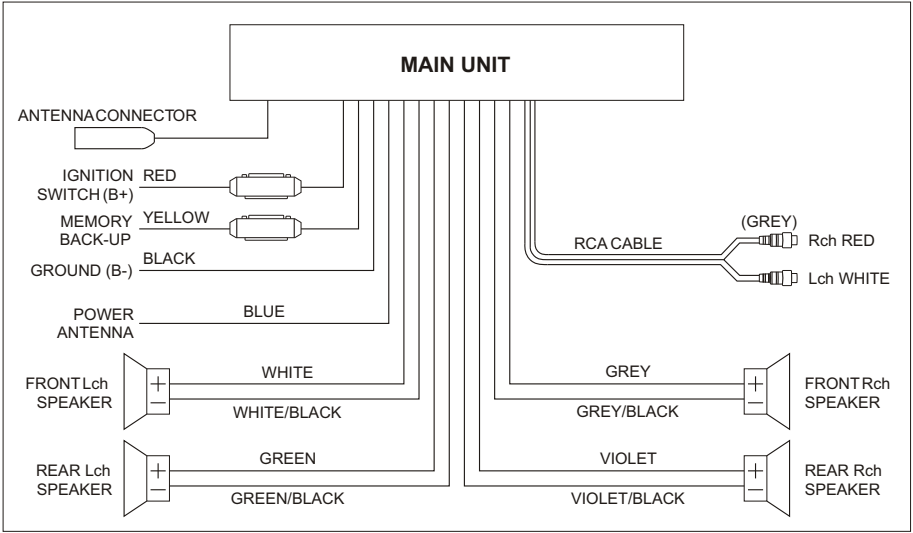 MAIN UNIT
ANTENNA CONNECTOR
IGNITION RED
SWITCH (B+)
MEMORY YELLOW
BACK-UP
GROUND (B-) BLACK
POWER BLUE
ANTENNA
(GREY)
RCA CABLE
Rch RED
Lch WHITE
FRONT Lch
SPEAKER
+
−
WHITE
WHITE/BLACK
GREY
GREY/BLACK
+
−
FRONT Rch
SPEAKER
REAR Lch
SPEAKER
+
−
GREEN
GREEN/BLACK
VIOLET
VIOLET/BLACK
+
−
REAR Rch
SPEAKER